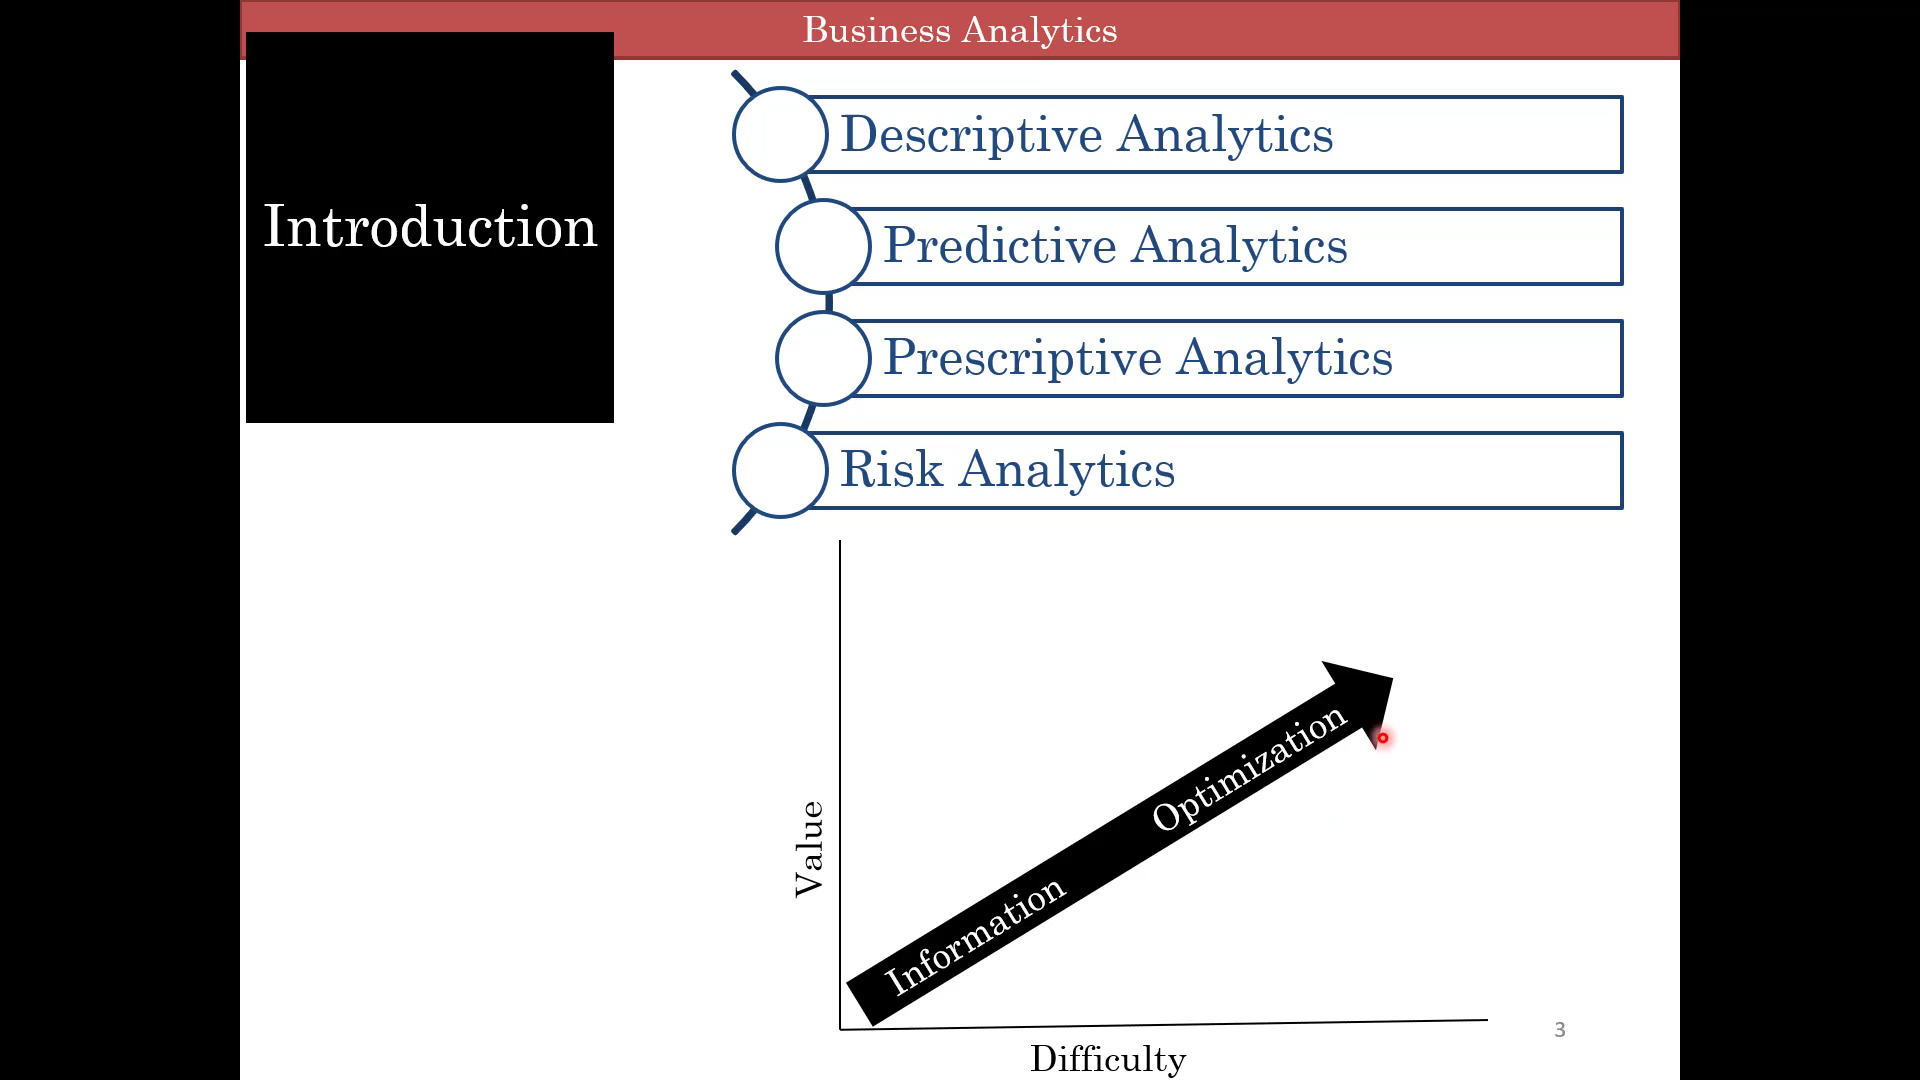 Business Analytics
Introduction
Descriptive Analytics
Predictive Analytics
Prescriptive Analytics
Risk Analytics
Value
Information
Optimization
Difficulty
3